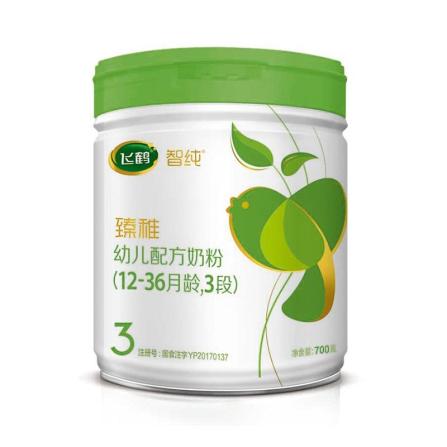 飞鹤 智纯®
臻稚
幼儿配方奶粉
(12-36月龄,3段)
3
注册号:国食注字YP20170137
净含量:700克